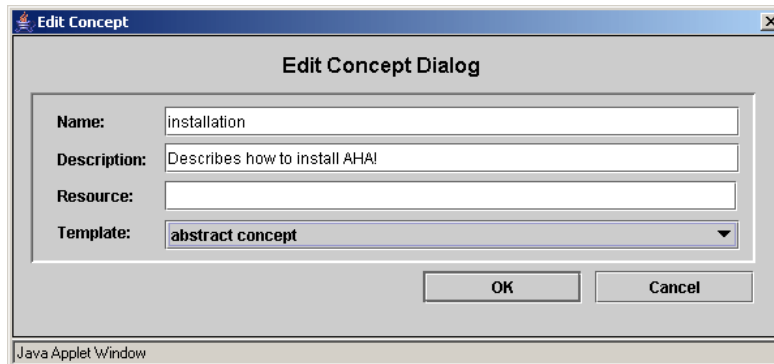 Edit Concept
Edit Concept Dialog
Name: installation
Description: Describes how to install AHA!
Resource:
Template: abstract concept
OK Cancel
Java Applet Window